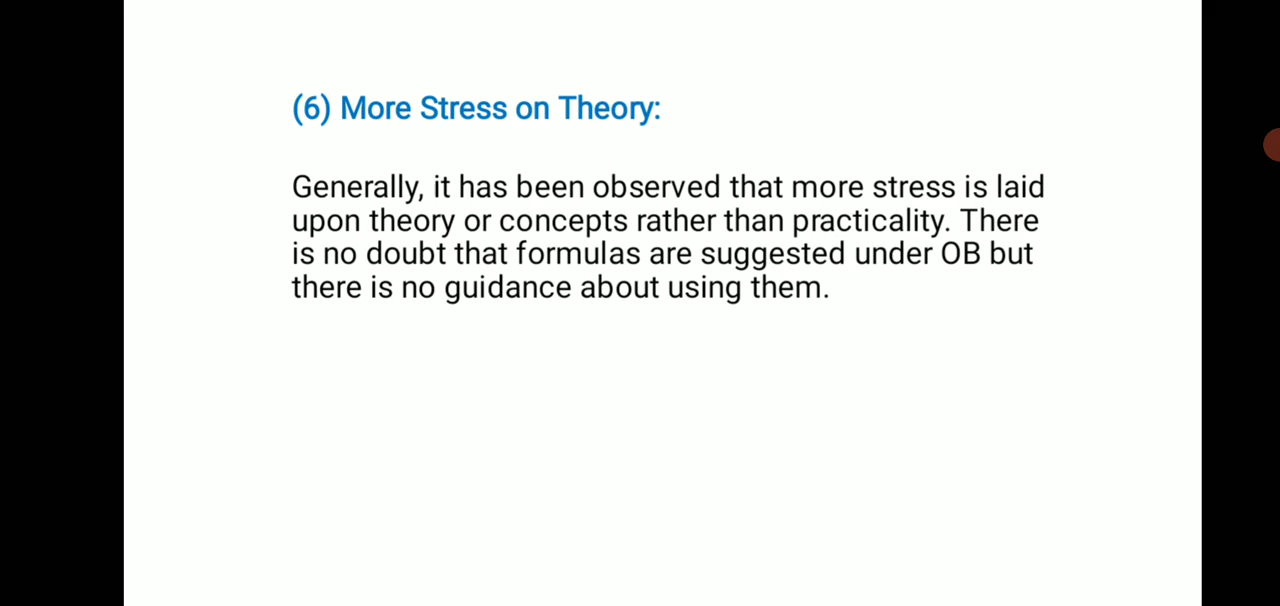 (6) More Stress on Theory:
Generally, it has been observed that more stress is laid
upon theory or concepts rather than practicality. There
is no doubt that formulas are suggested under OB but
there is no guidance about using them.